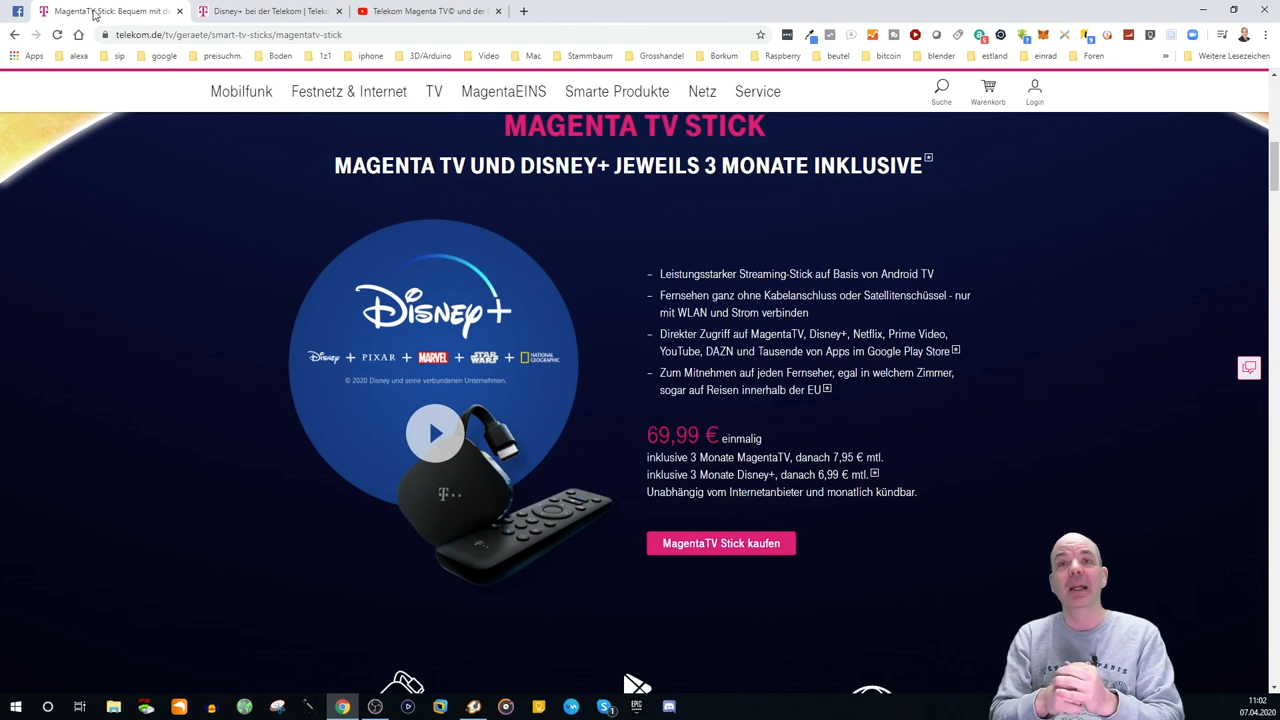 MagentaTV Stick: Bequem mit de
Disney+ bei der Telekom | Teleko
Telekom Magenta TV© und der D
telekom.de/tv/geraete/smart-tv-sticks/magentatv-stick
Apps alexa sip google preisuchm. Boden 1z1 iphone 3D/Arduino Video Mac Stammbaum Grosshandel Borkum Raspberry beutel bitcoin blender estland einrad Foren » Weitere Lesezeichen
Mobilfunk Festnetz & Internet TV MagentaEINS Smarte Produkte Netz Service
Suche Warenkorb Login
MAGENTA TV STICK
MAGENTA TV UND DISNEY+ JEWEILS 3 MONATE INKLUSIVE
Disney+
Disney + PIXAR + MARVEL + STAR WARS + NATIONAL GEOGRAPHIC
© 2020 Disney und seine verbundenen Unternehmen.
– Leistungsstarker Streaming-Stick auf Basis von Android TV
– Fernsehen ganz ohne Kabelanschluss oder Satellitenschüssel - nur
mit WLAN und Strom verbinden
– Direkter Zugriff auf MagentaTV, Disney+, Netflix, Prime Video,
YouTube, DAZN und Tausende von Apps im Google Play Store
– Zum Mitnehmen auf jeden Fernseher, egal in welchem Zimmer,
sogar auf Reisen innerhalb der EU
69,99 € einmalig
inklusive 3 Monate MagentaTV, danach 7,95 € mtl.
inklusive 3 Monate Disney+, danach 6,99 € mtl.
Unabhängig vom Internetanbieter und monatlich kündbar.
MagentaTV Stick kaufen
11:02
07.04.2020